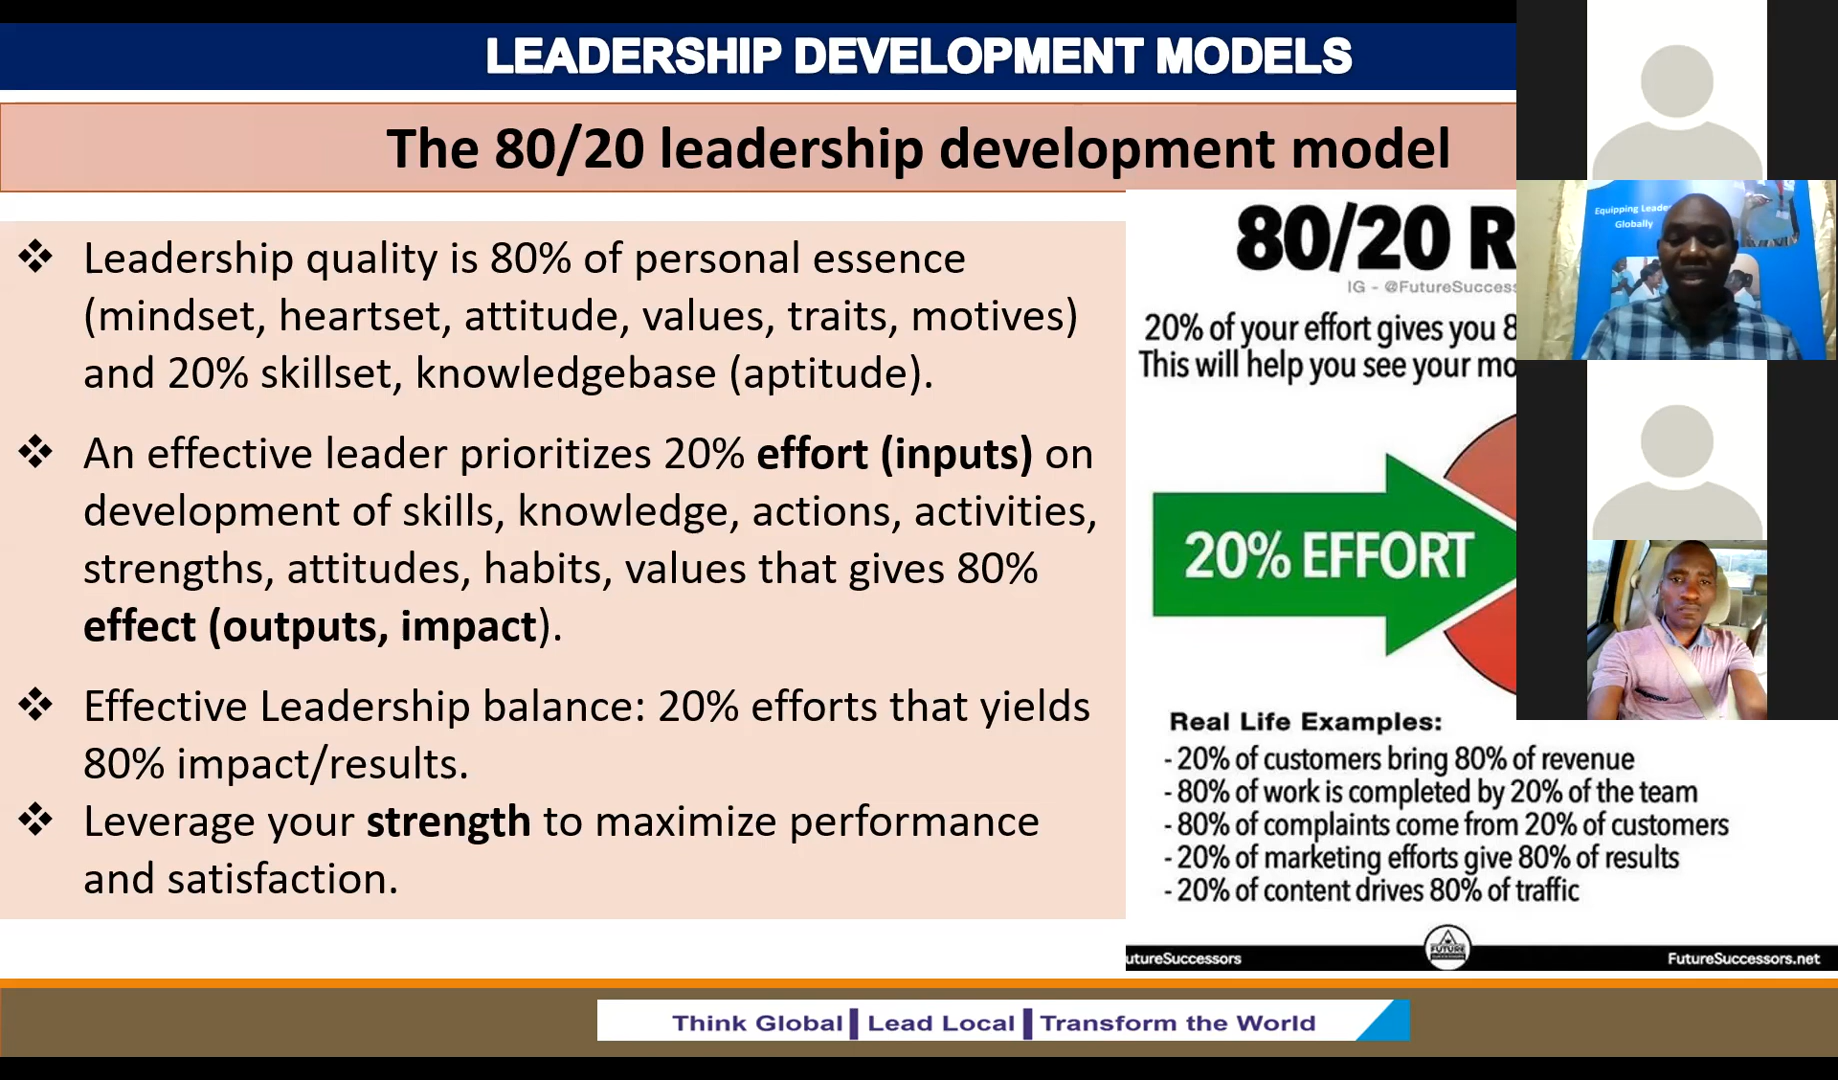 LEADERSHIP DEVELOPMENT MODELS
The 80/20 leadership development model
❖ Leadership quality is 80% of personal essence
(mindset, heartset, attitude, values, traits, motives)
and 20% skillset, knowledgebase (aptitude).
❖ An effective leader prioritizes 20% effort (inputs) on
development of skills, knowledge, actions, activities,
strengths, attitudes, habits, values that gives 80%
effect (outputs, impact).
❖ Effective Leadership balance: 20% efforts that yields
80% impact/results.
❖ Leverage your strength to maximize performance
and satisfaction.
80/20 R
IG - @FutureSuccess
20% of your effort gives you 8
This will help you see your mo
20% EFFORT
Real Life Examples:
- 20% of customers bring 80% of revenue
- 80% of work is completed by 20% of the team
- 80% of complaints come from 20% of customers
- 20% of marketing efforts give 80% of results
- 20% of content drives 80% of traffic
utureSuccessors
FUTURE
FutureSuccessors.net
Equipping Leade
Globally
Think Global | Lead Local | Transform the World